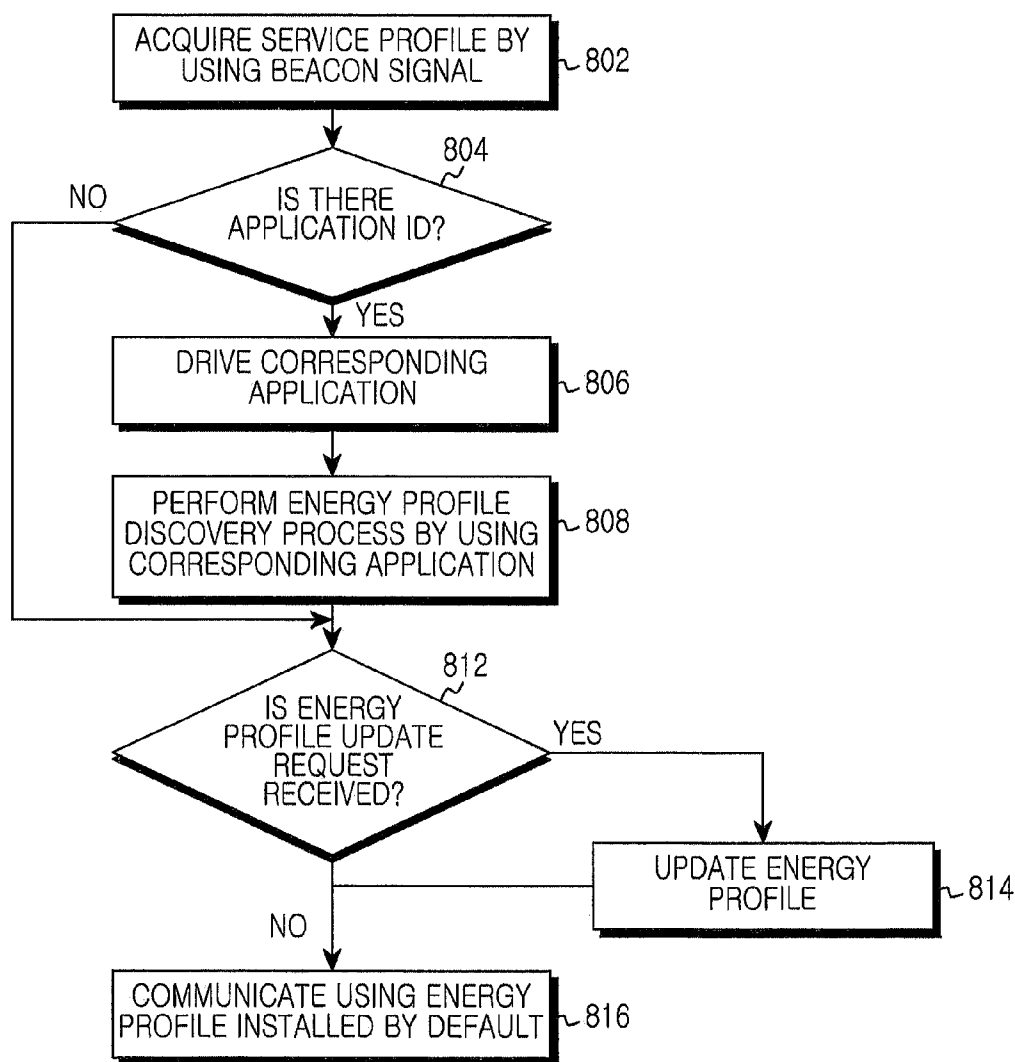 ACQUIRE SERVICE PROFILE BY
USING BEACON SIGNAL
802
804
NO
IS THERE
APPLICATION ID?
YES
DRIVE CORRESPONDING
APPLICATION
806
PERFORM ENERGY PROFILE
DISCOVERY PROCESS BY USING
CORRESPONDING APPLICATION
808
812
IS ENERGY
PROFILE UPDATE
REQUEST
RECEIVED?
YES
UPDATE ENERGY
PROFILE
814
NO
COMMUNICATE USING ENERGY
PROFILE INSTALLED BY DEFAULT
816